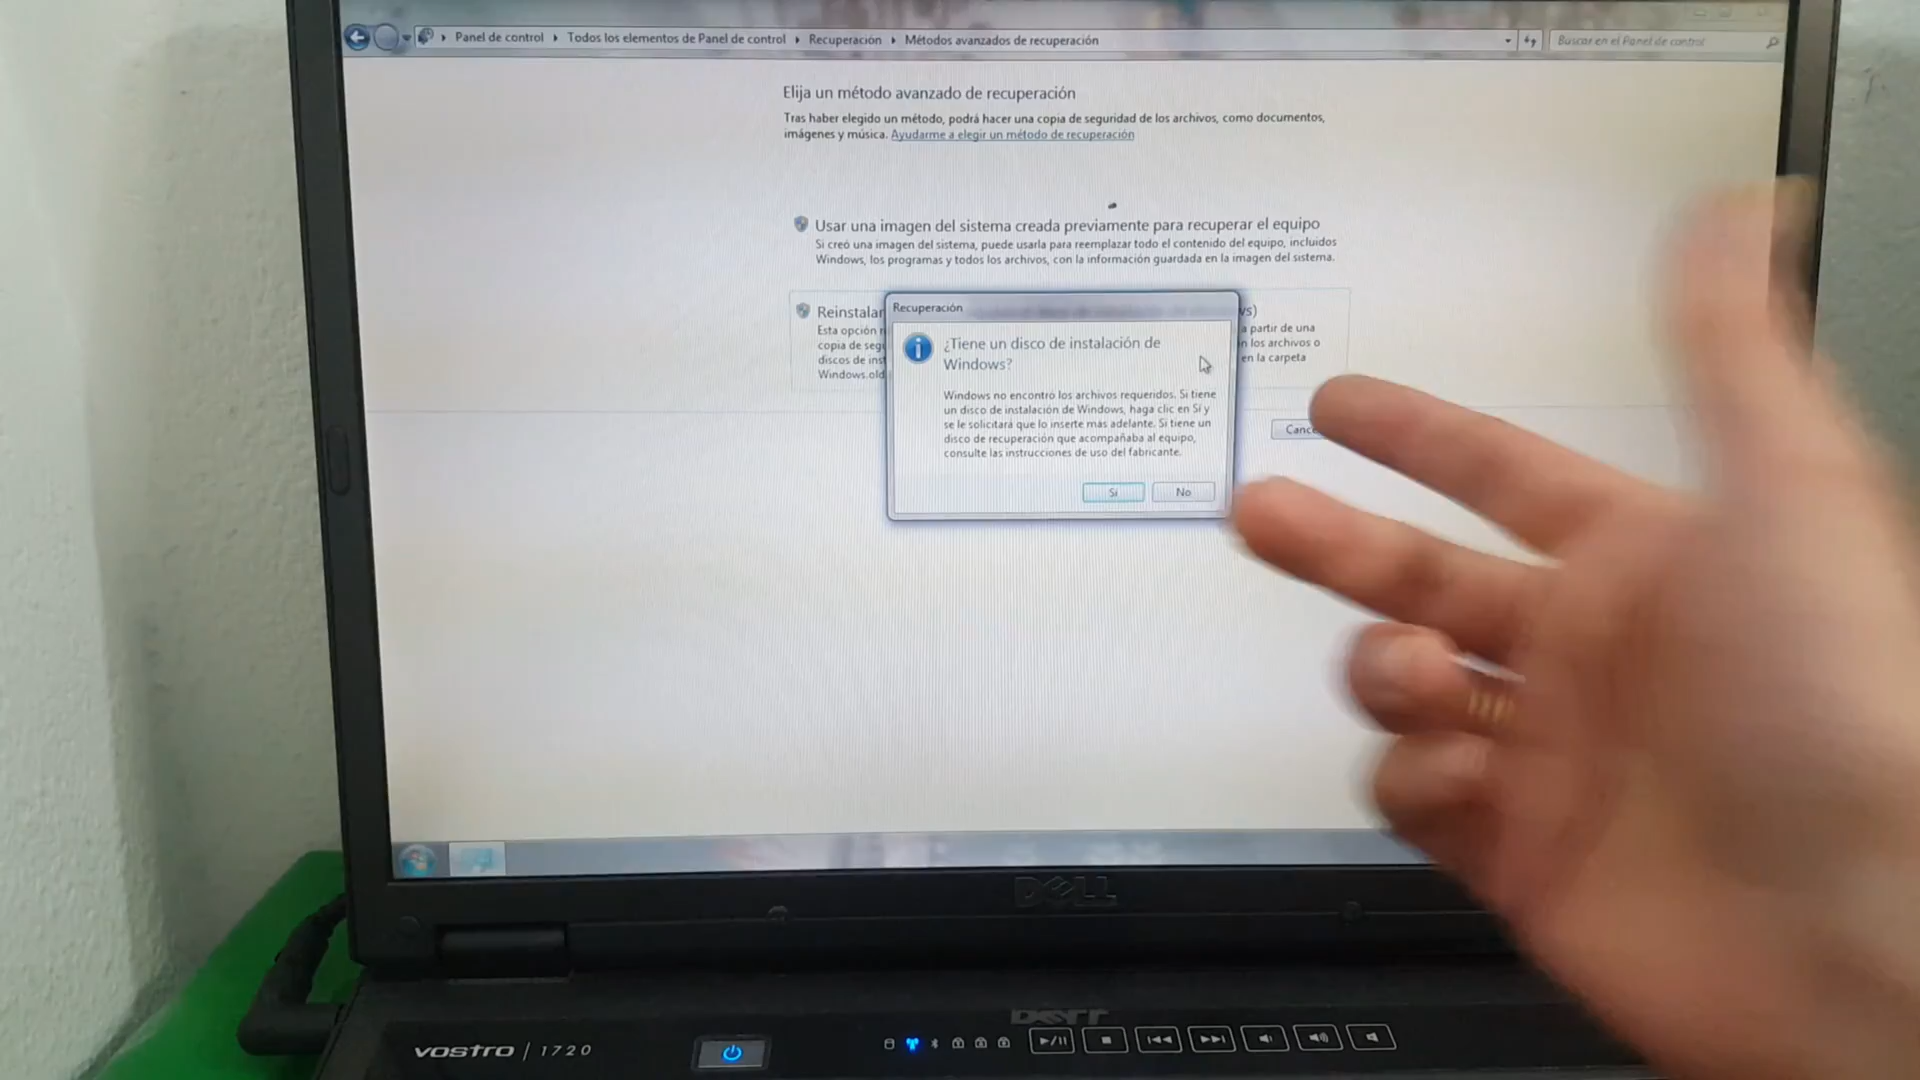 Panel de control
Todos los elementos de Panel de control
Recuperación
Métodos avanzados de recuperación
Buscar en el Panel de control
Elija un método avanzado de recuperación
Tras haber elegido un método, podrá hacer una copia de seguridad de los archivos, como documentos,
imágenes y música. Ayudarme a elegir un método de recuperación
Usar una imagen del sistema creada previamente para recuperar el equipo
Si creó una imagen del sistema, puede usarla para reemplazar todo el contenido del equipo, incluidos
Windows, los programas y todos los archivos, con la información guardada en la imagen del sistema.
Reinstalar
Esta opción
a partir de una
discos de
los archivos o
Windows.old
en la carpeta
Recuperación
¿Tiene un disco de instalación de
Windows?
Windows no encontró los archivos requeridos. Si tiene
un disco de instalación de Windows, haga clic en Sí y
se le solicitará que lo inserte más adelante. Si tiene un
disco de recuperación que acompañaba al equipo,
consulte las instrucciones de uso del fabricante.
Sí
No
DELL
VOSTRO | 1720